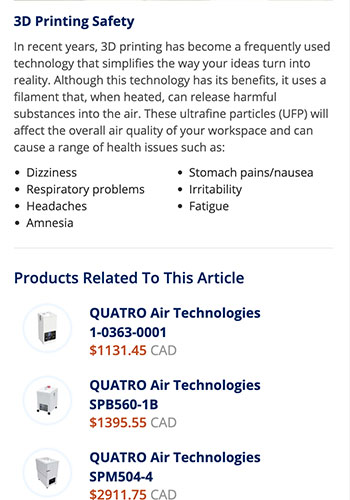 3D Printing Safety
In recent years, 3D printing has become a frequently used
technology that simplifies the way your ideas turn into
reality. Although this technology has its benefits, it uses a
filament that, when heated, can release harmful
substances into the air. These ultrafine particles (UFP) will
affect the overall air quality of your workspace and can
cause a range of health issues such as:
• Dizziness
• Respiratory problems
• Headaches
• Amnesia
• Stomach pains/nausea
• Irritability
• Fatigue
Products Related To This Article
QUATRO Air Technologies
1-0363-0001
$1131.45 CAD
QUATRO Air Technologies
SPB560-1B
$1395.55 CAD
QUATRO Air Technologies
SPM504-4
$2911.75 CAD